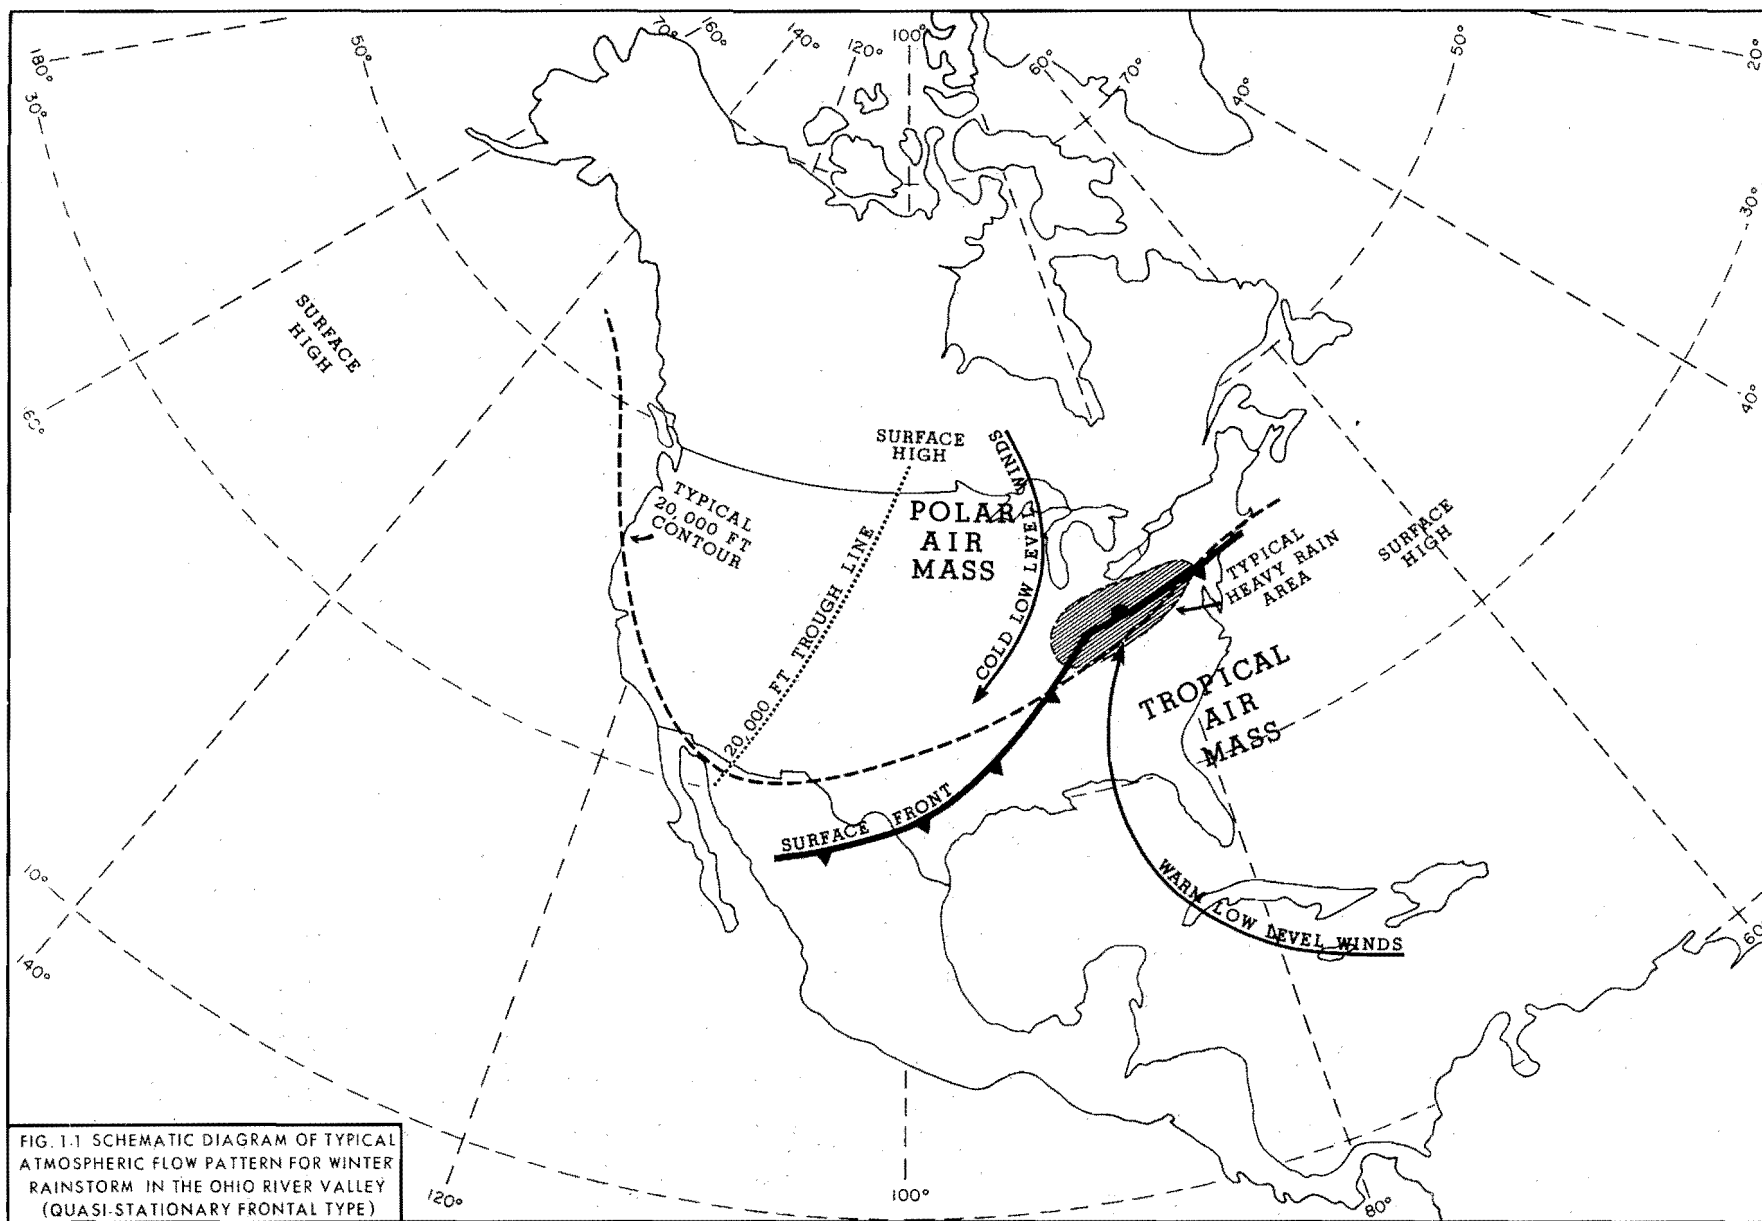 180°
30°
50°
70°
160°
140°
120°
100°
60°
70°
40°
50°
20°
30°
40°
SURFACE
HIGH
60°
SURFACE
HIGH
WINDS
COLD LOW LEVEL
TYPICAL
20,000 FT
CONTOUR
POLAR
AIR
MASS
20,000 FT TROUGH LINE
SURFACE
HIGH
TYPICAL
HEAVY RAIN
AREA
TROPICAL
AIR
MASS
SURFACE FRONT
WARM LOW LEVEL WINDS
10°
140°
60°
120°
100°
80°
FIG. 1-1 SCHEMATIC DIAGRAM OF TYPICAL
ATMOSPHERIC FLOW PATTERN FOR WINTER
RAINSTORM IN THE OHIO RIVER VALLEY
(QUASI-STATIONARY FRONTAL TYPE)